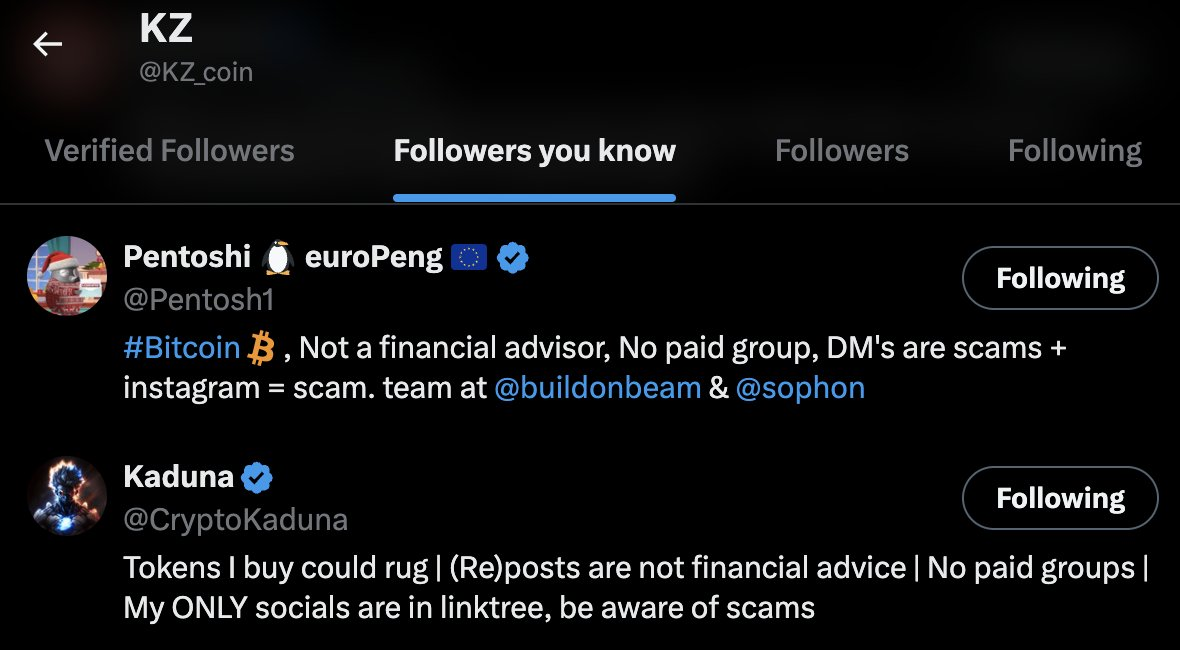 KZ
@KZ_coin
Verified Followers Followers you know Followers Following
Pentoshi 🐧 euroPeng 🇪🇺
@Pentosh1
Following
#Bitcoin , Not a financial advisor, No paid group, DM's are scams +
instagram = scam. team at @buildonbeam & @sophon
Kaduna
@CryptoKaduna
Following
Tokens I buy could rug | (Re)posts are not financial advice | No paid groups |
My ONLY socials are in linktree, be aware of scams